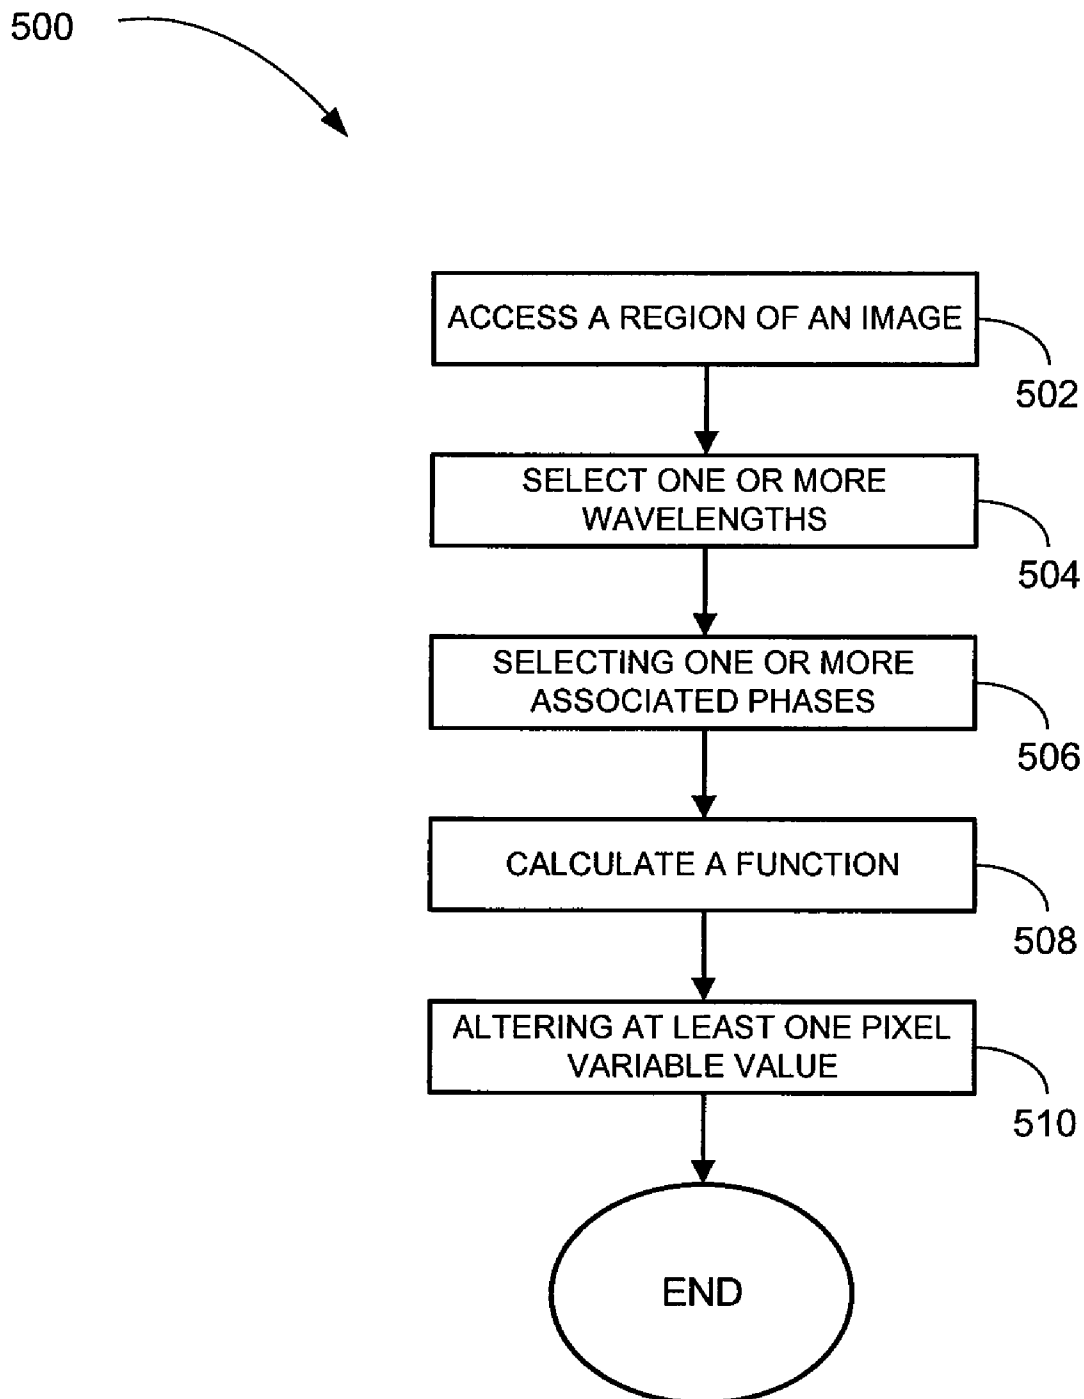 500
ACCESS A REGION OF AN IMAGE
502
SELECT ONE OR MORE
WAVELENGTHS
504
SELECTING ONE OR MORE
ASSOCIATED PHASES
506
CALCULATE A FUNCTION
508
ALTERING AT LEAST ONE PIXEL
VARIABLE VALUE
510
END